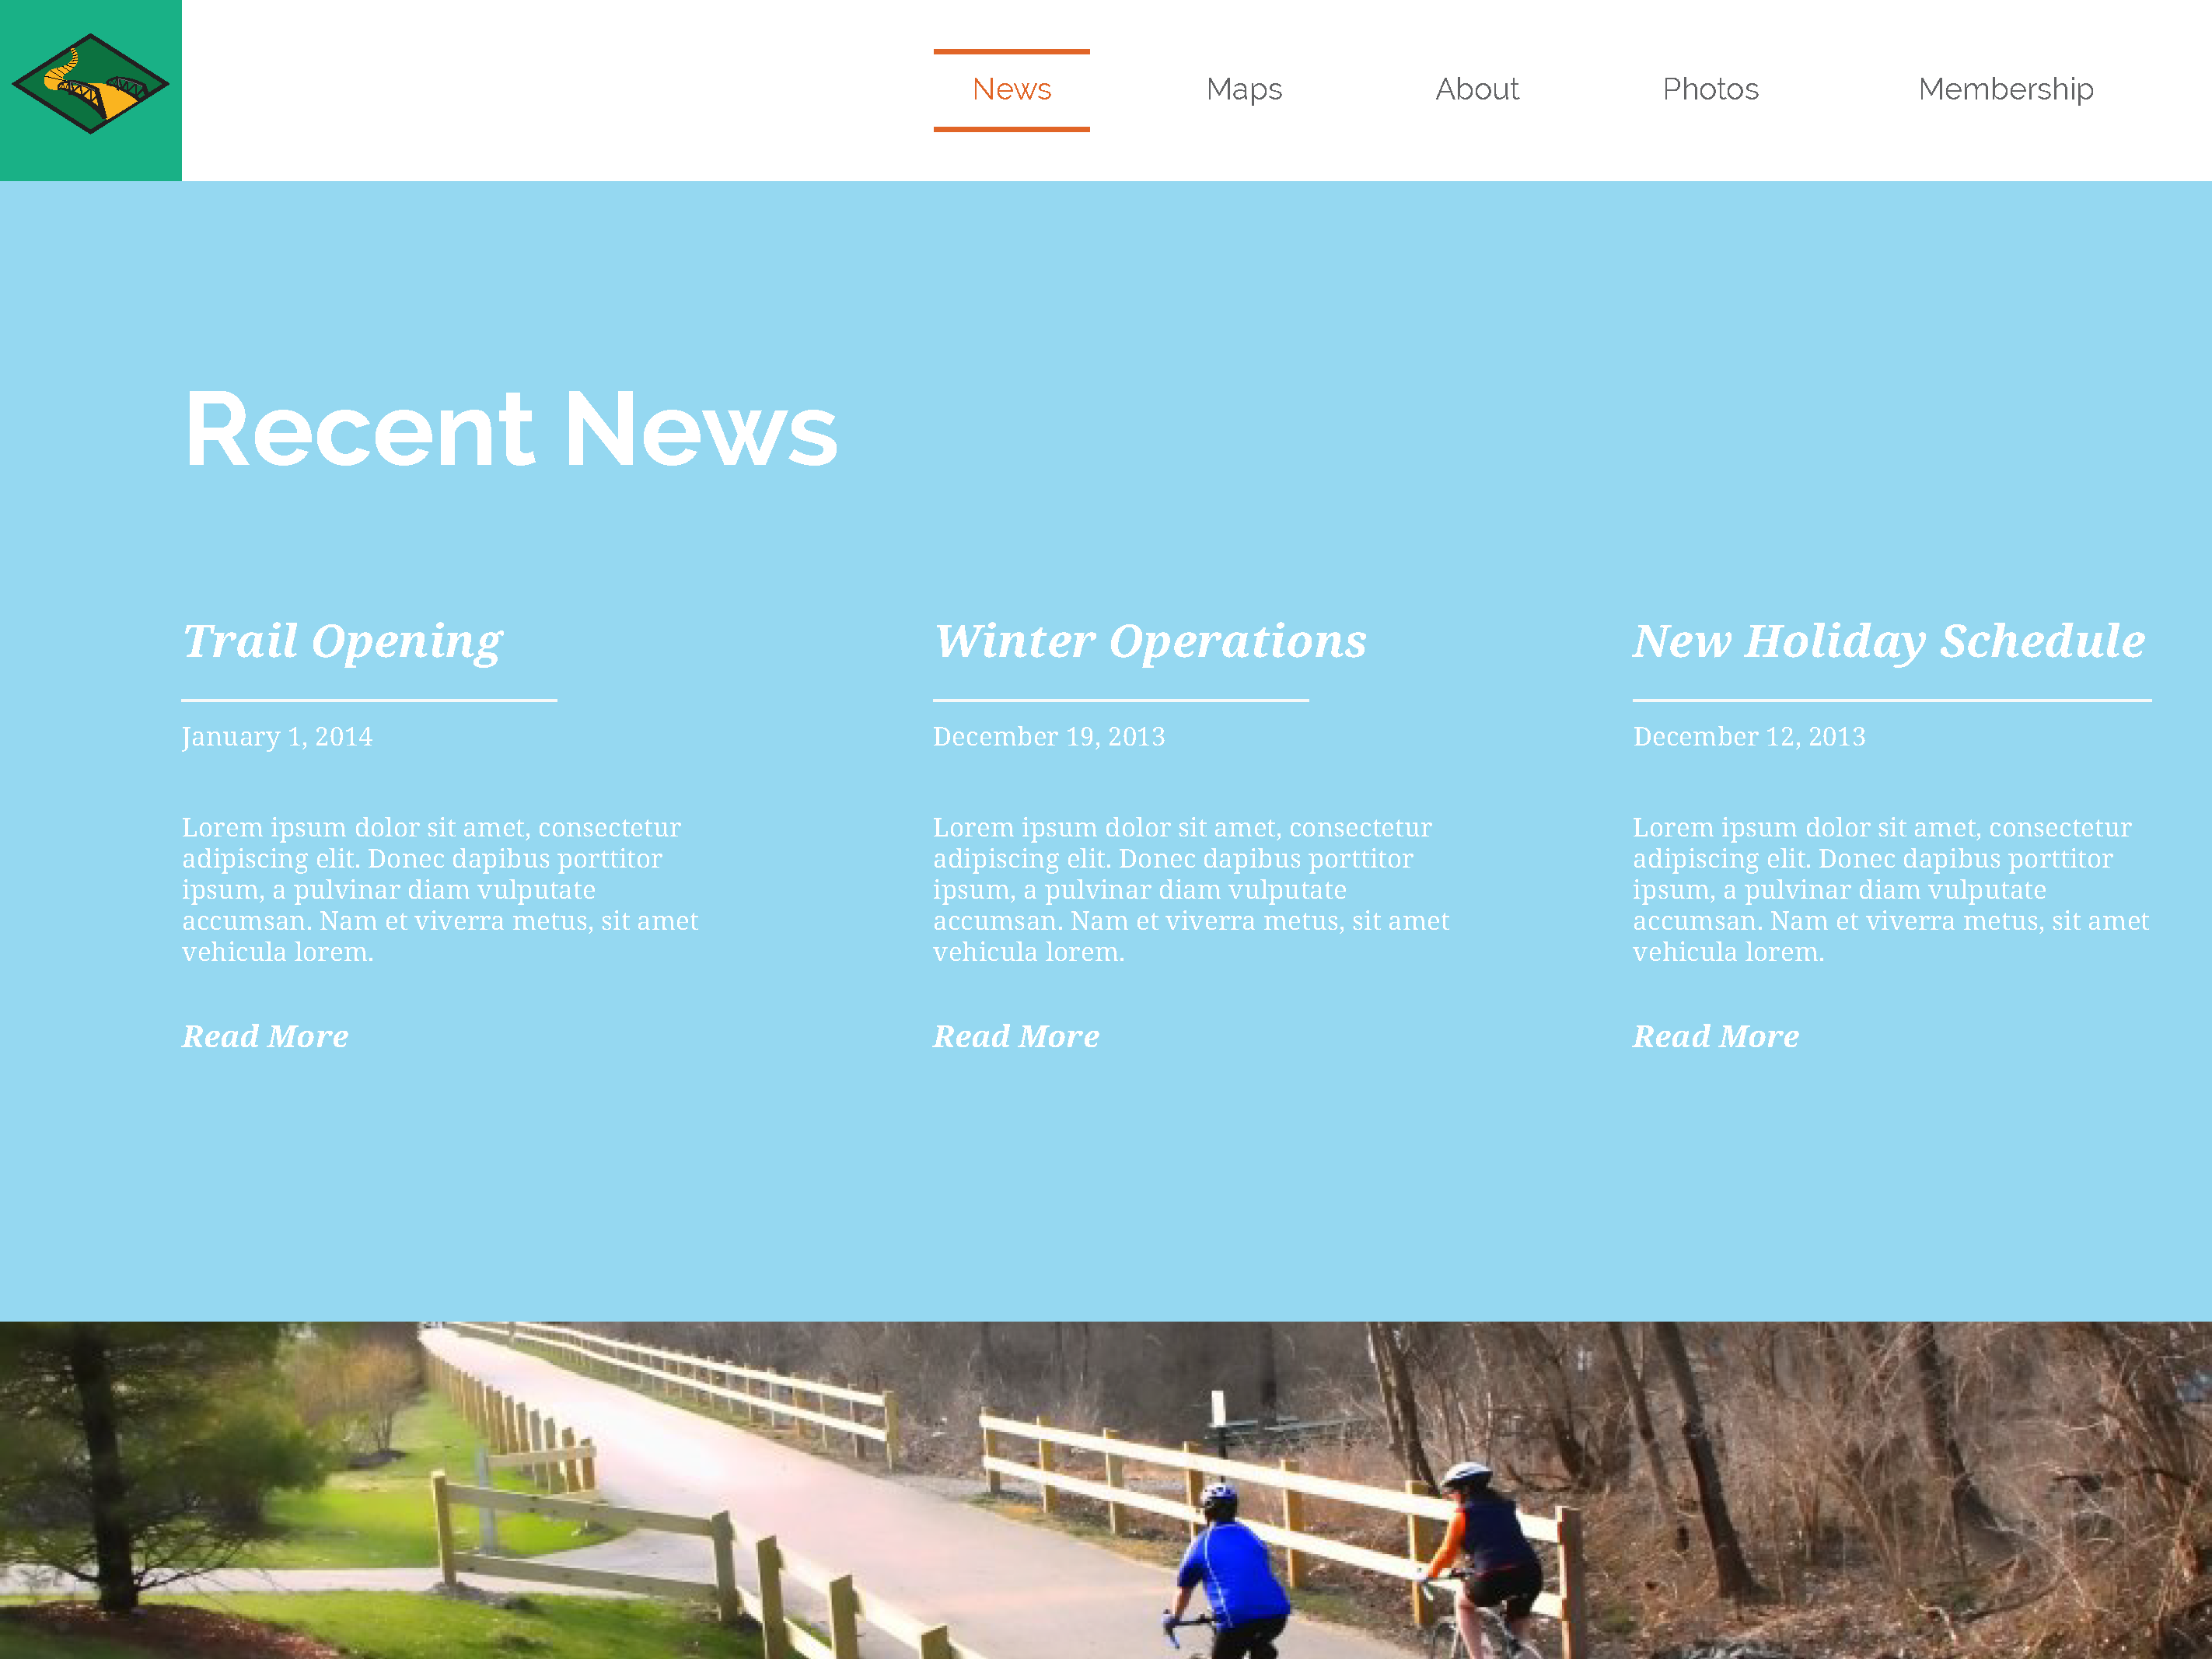 News Maps About Photos Membership
Recent News
Trail Opening
January 1, 2014
Lorem ipsum dolor sit amet, consectetur
adipiscing elit. Donec dapibus porttitor
ipsum, a pulvinar diam vulputate
accumsan. Nam et viverra metus, sit amet
vehicula lorem.
Read More
Winter Operations
December 19, 2013
Lorem ipsum dolor sit amet, consectetur
adipiscing elit. Donec dapibus porttitor
ipsum, a pulvinar diam vulputate
accumsan. Nam et viverra metus, sit amet
vehicula lorem.
Read More
New Holiday Schedule
December 12, 2013
Lorem ipsum dolor sit amet, consectetur
adipiscing elit. Donec dapibus porttitor
ipsum, a pulvinar diam vulputate
accumsan. Nam et viverra metus, sit amet
vehicula lorem.
Read More